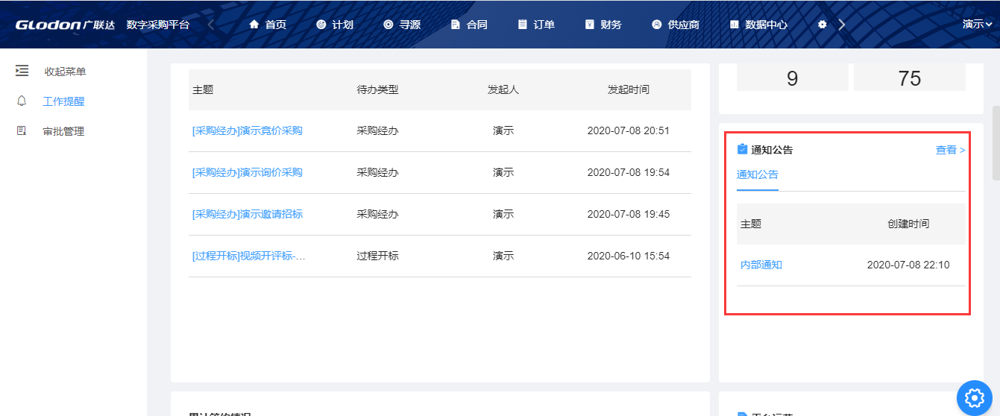 GLODON广联达 数字采购平台 首页 计划 寻源 合同 订单 财务 供应商 数据中心 演示
收起菜单
工作提醒
审批管理
主题 待办类型 发起人 发起时间
[采购经办]演示竞价采购 采购经办 演示 2020-07-08 20:51
[采购经办]演示询价采购 采购经办 演示 2020-07-08 19:54
[采购经办]演示邀请招标 采购经办 演示 2020-07-08 19:45
[过程开标]视频开评标-... 过程开标 演示 2020-06-10 15:54
9 75
通知公告 查看 >
通知公告
主题 创建时间
内部通知 2020-07-08 22:10